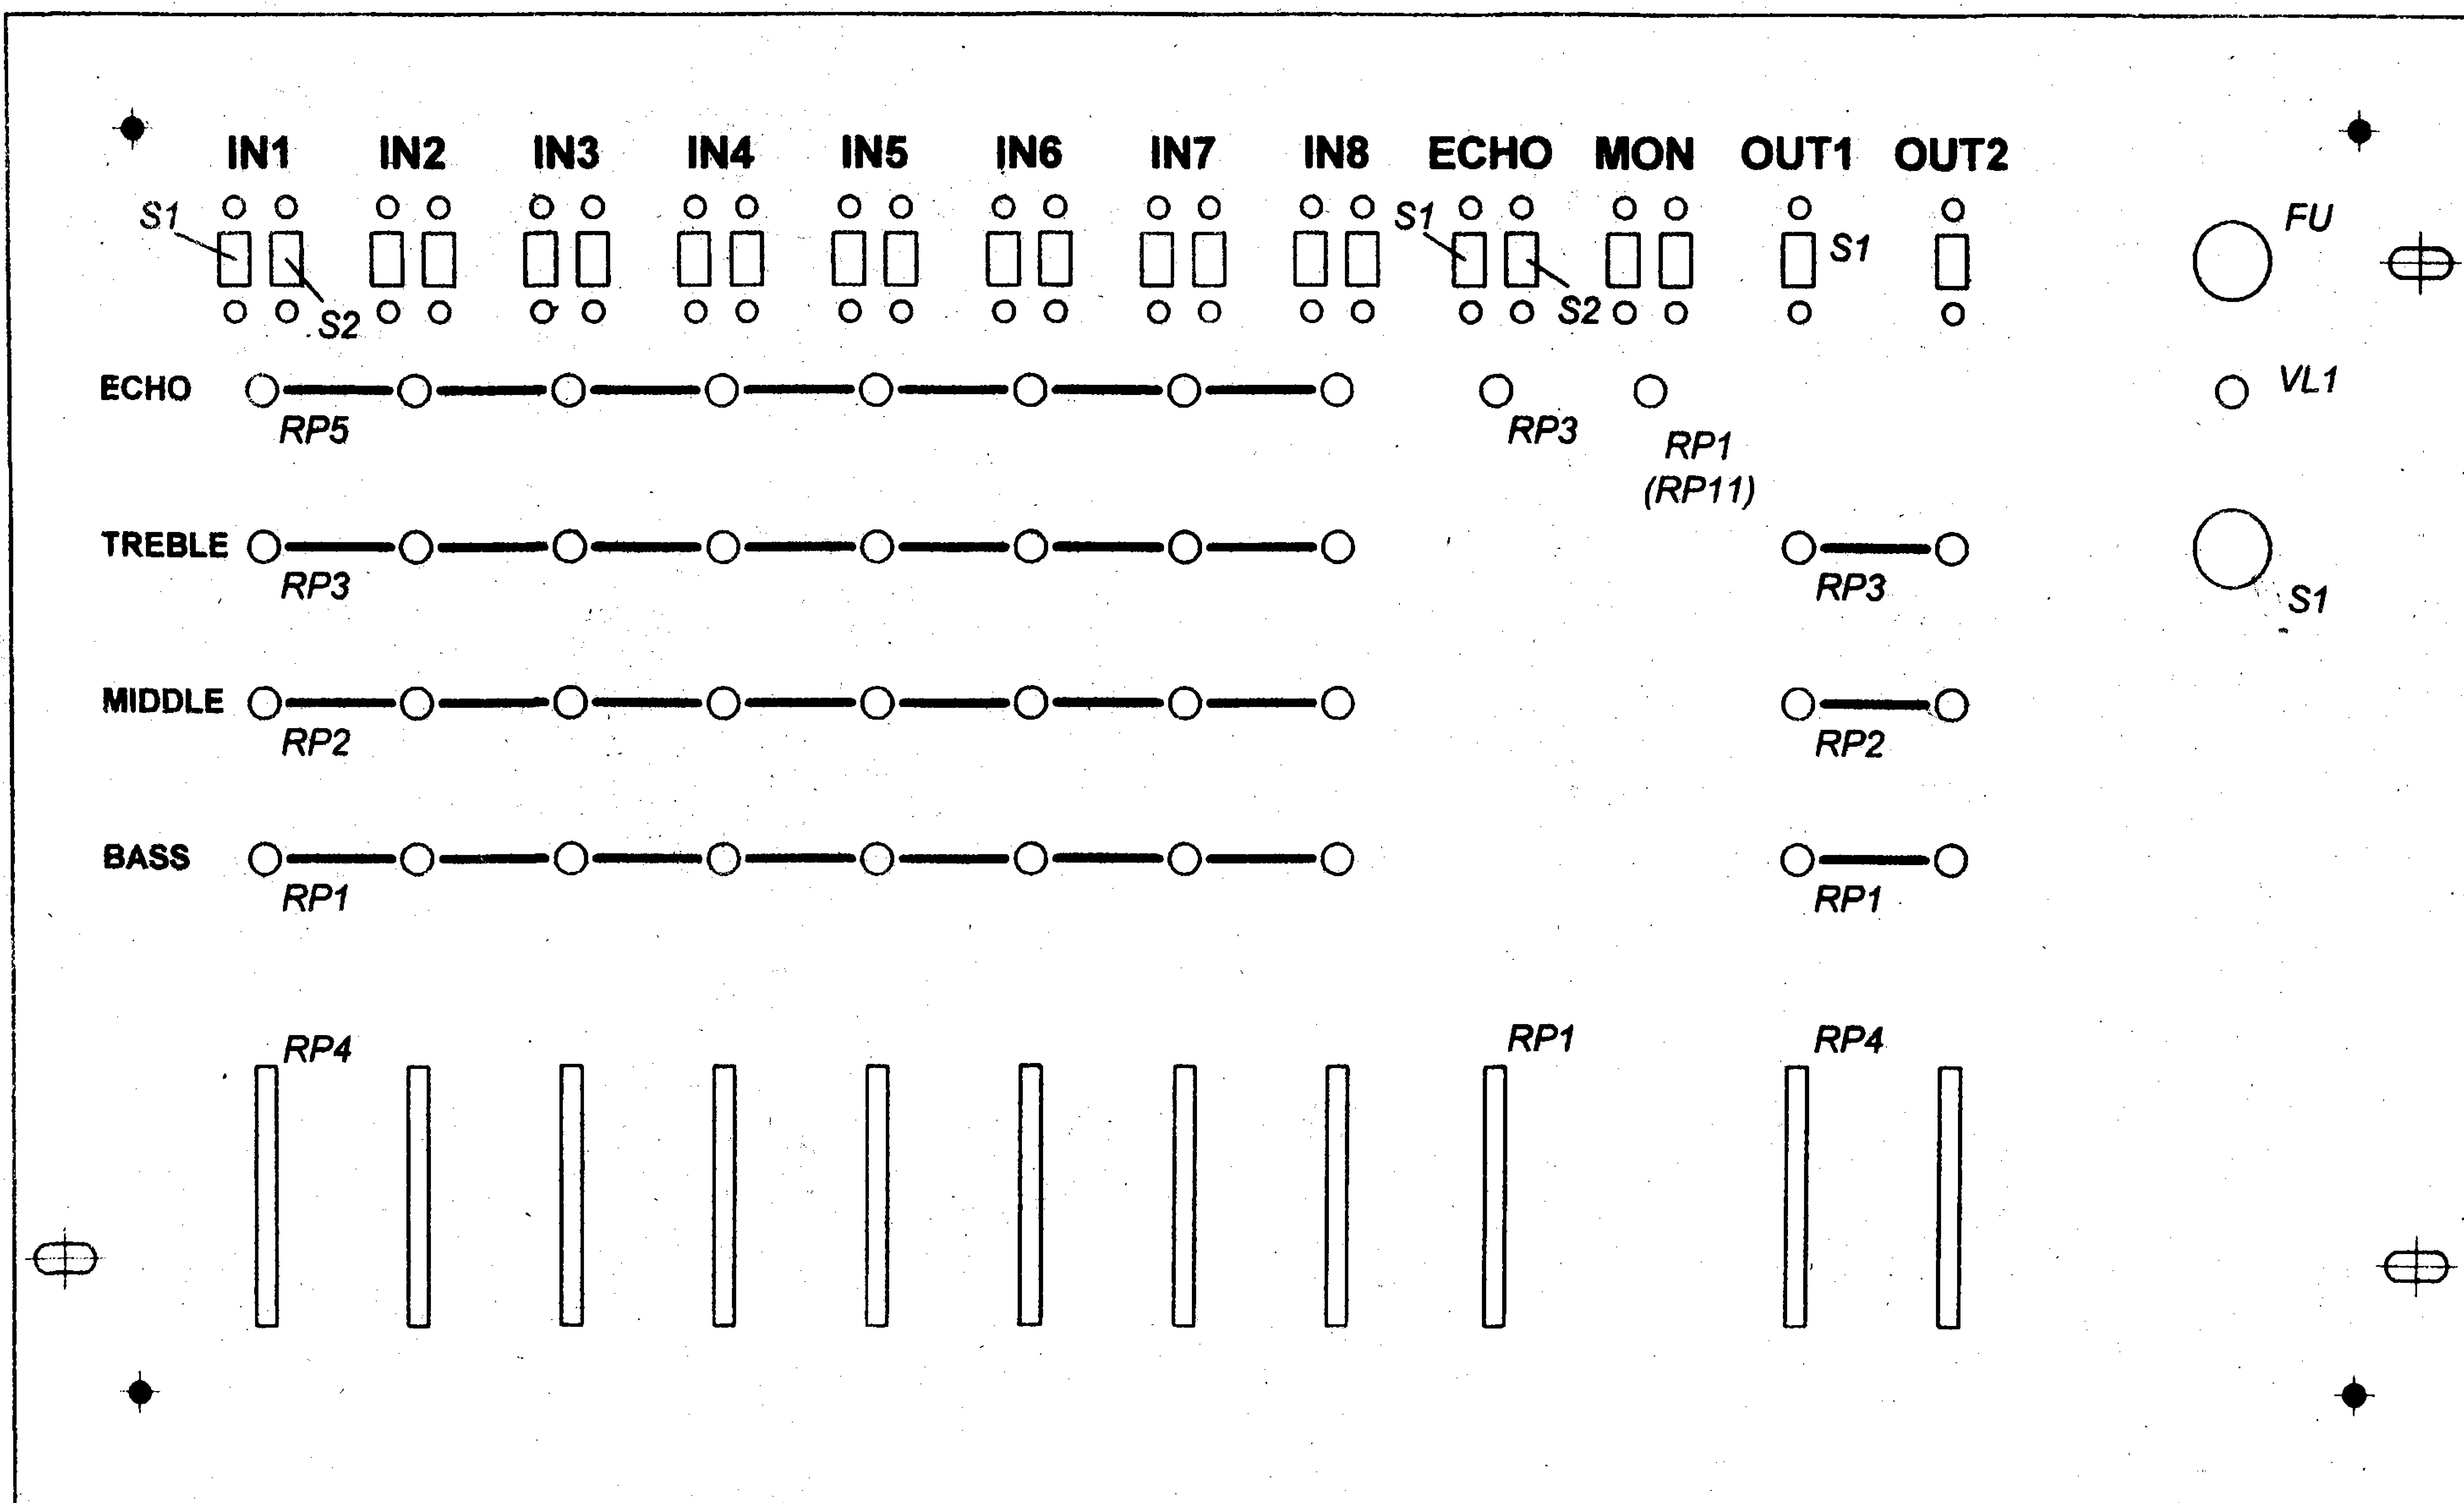 IN1 IN2 IN3 IN4 IN5 IN6 IN7 IN8 ECHO MON OUT1 OUT2
S1 S1 S1 FU
S2 S2
ECHO VL1
RP5 RP3 RP1
(RP11)
TREBLE
RP3 RP3 S1
MIDDLE
RP2 RP2
BASS
RP1 RP1
RP4 RP1 RP4